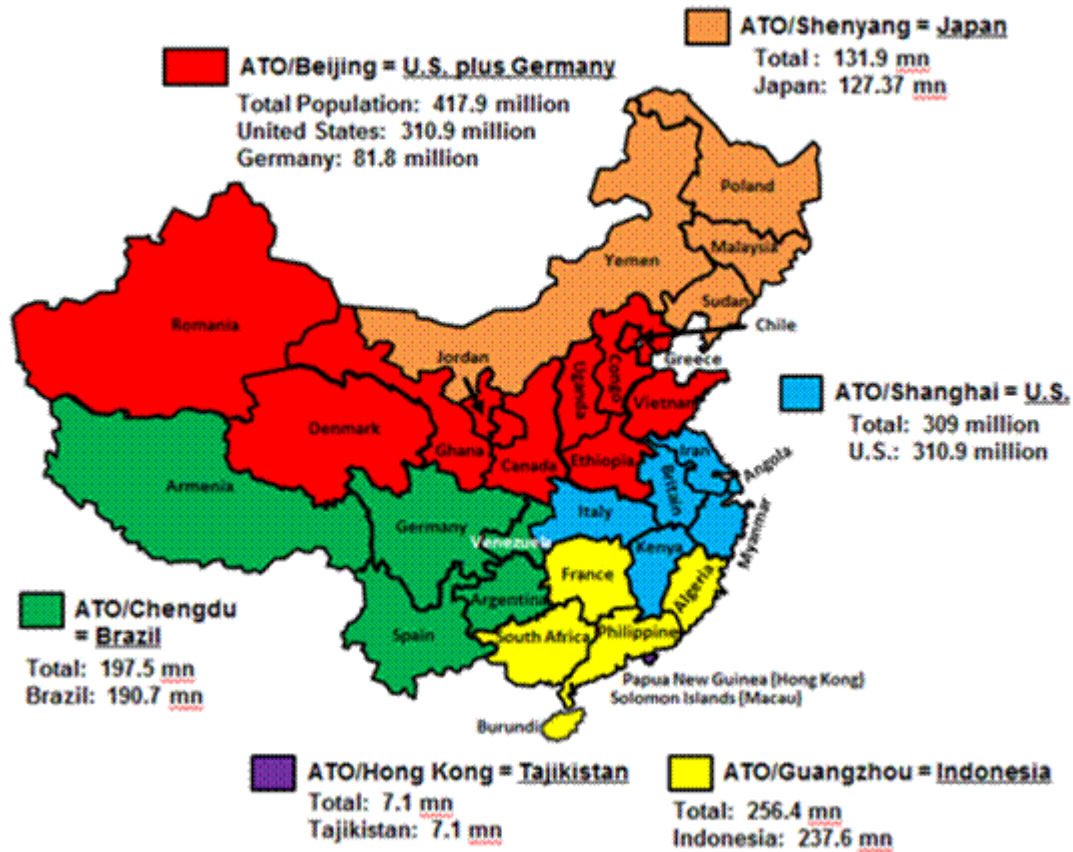 ATO/Shenyang = Japan
Total : 131.9 mn
Japan: 127.37 mn
ATO/Beijing = U.S. plus Germany
Total Population: 417.9 million
United States: 310.9 million
Germany: 81.8 million
Poland
Malaysia
Yemen
Sudan
Chile
Romania
Jordan
Greece
Uganda
Congo
Vietnam
ATO/Shanghai = U.S.
Total: 309 million
U.S.: 310.9 million
Denmark
Ghana
Canada
Ethiopia
Iran
Angola
Britain
Armenia
Germany
Italy
Venezuela
Kenya
Myanmar
France
Algeria
Argentina
Spain
South Africa
Philippine
ATO/Chengdu
= Brazil
Total: 197.5 mn
Brazil: 190.7 mn
Papua New Guinea (Hong Kong)
Solomon Islands (Macau)
Burundi
ATO/Hong Kong = Tajikistan
Total: 7.1 mn
Tajikistan: 7.1 mn
ATO/Guangzhou = Indonesia
Total: 256.4 mn
Indonesia: 237.6 mn